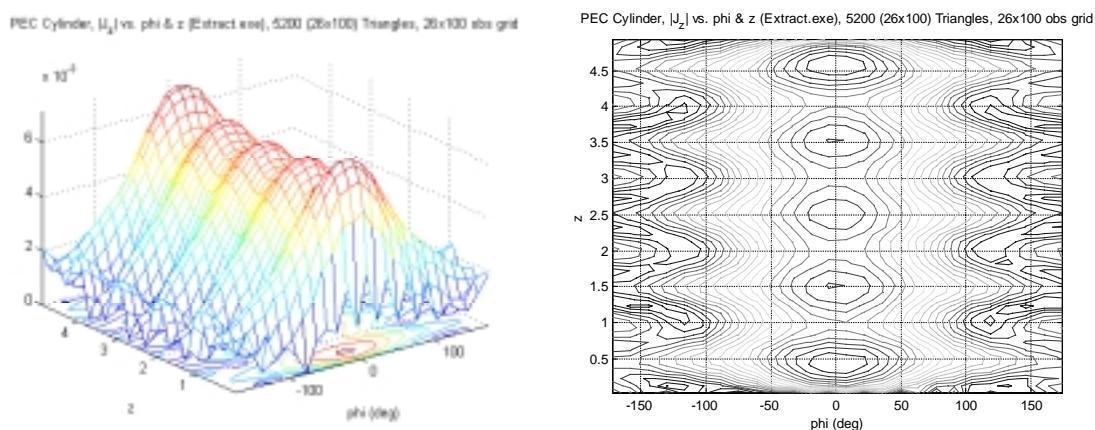 PEC Cylinder, |J_z| vs. phi & z (Extract.exe), 5200 (26x100) Triangles, 26x100 obs grid
6
4
2
0
4
3
2
1
z
-100
0
100
phi (deg)
PEC Cylinder, |J_z| vs. phi & z (Extract.exe), 5200 (26x100) Triangles, 26x100 obs grid
4.5
4
3.5
3
2.5
2
1.5
1
0.5
z
-150 -100 -50 0 50 100 150
phi (deg)